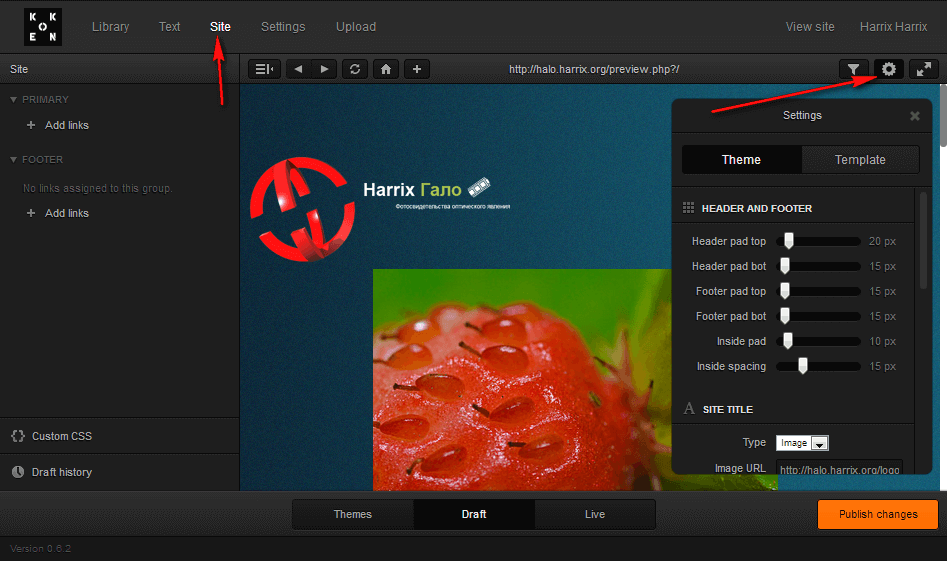 K K
O
E N
Library Text Site Settings Upload View site Harrix Harrix
Site
http://halo.harrix.org/preview.php?/
PRIMARY
+ Add links
FOOTER
No links assigned to this group.
+ Add links
{} Custom CSS
Draft history
Harrix Гало
Фотосвидетельства оптического явления
Settings ×
Theme Template
HEADER AND FOOTER
Header pad top 20 px
Header pad bot 15 px
Footer pad top 15 px
Footer pad bot 15 px
Inside pad 10 px
Inside spacing 15 px
A SITE TITLE
Type Image
Image URL http://halo.harrix.org/logo
Themes Draft Live
Publish changes
Version 0.6.2